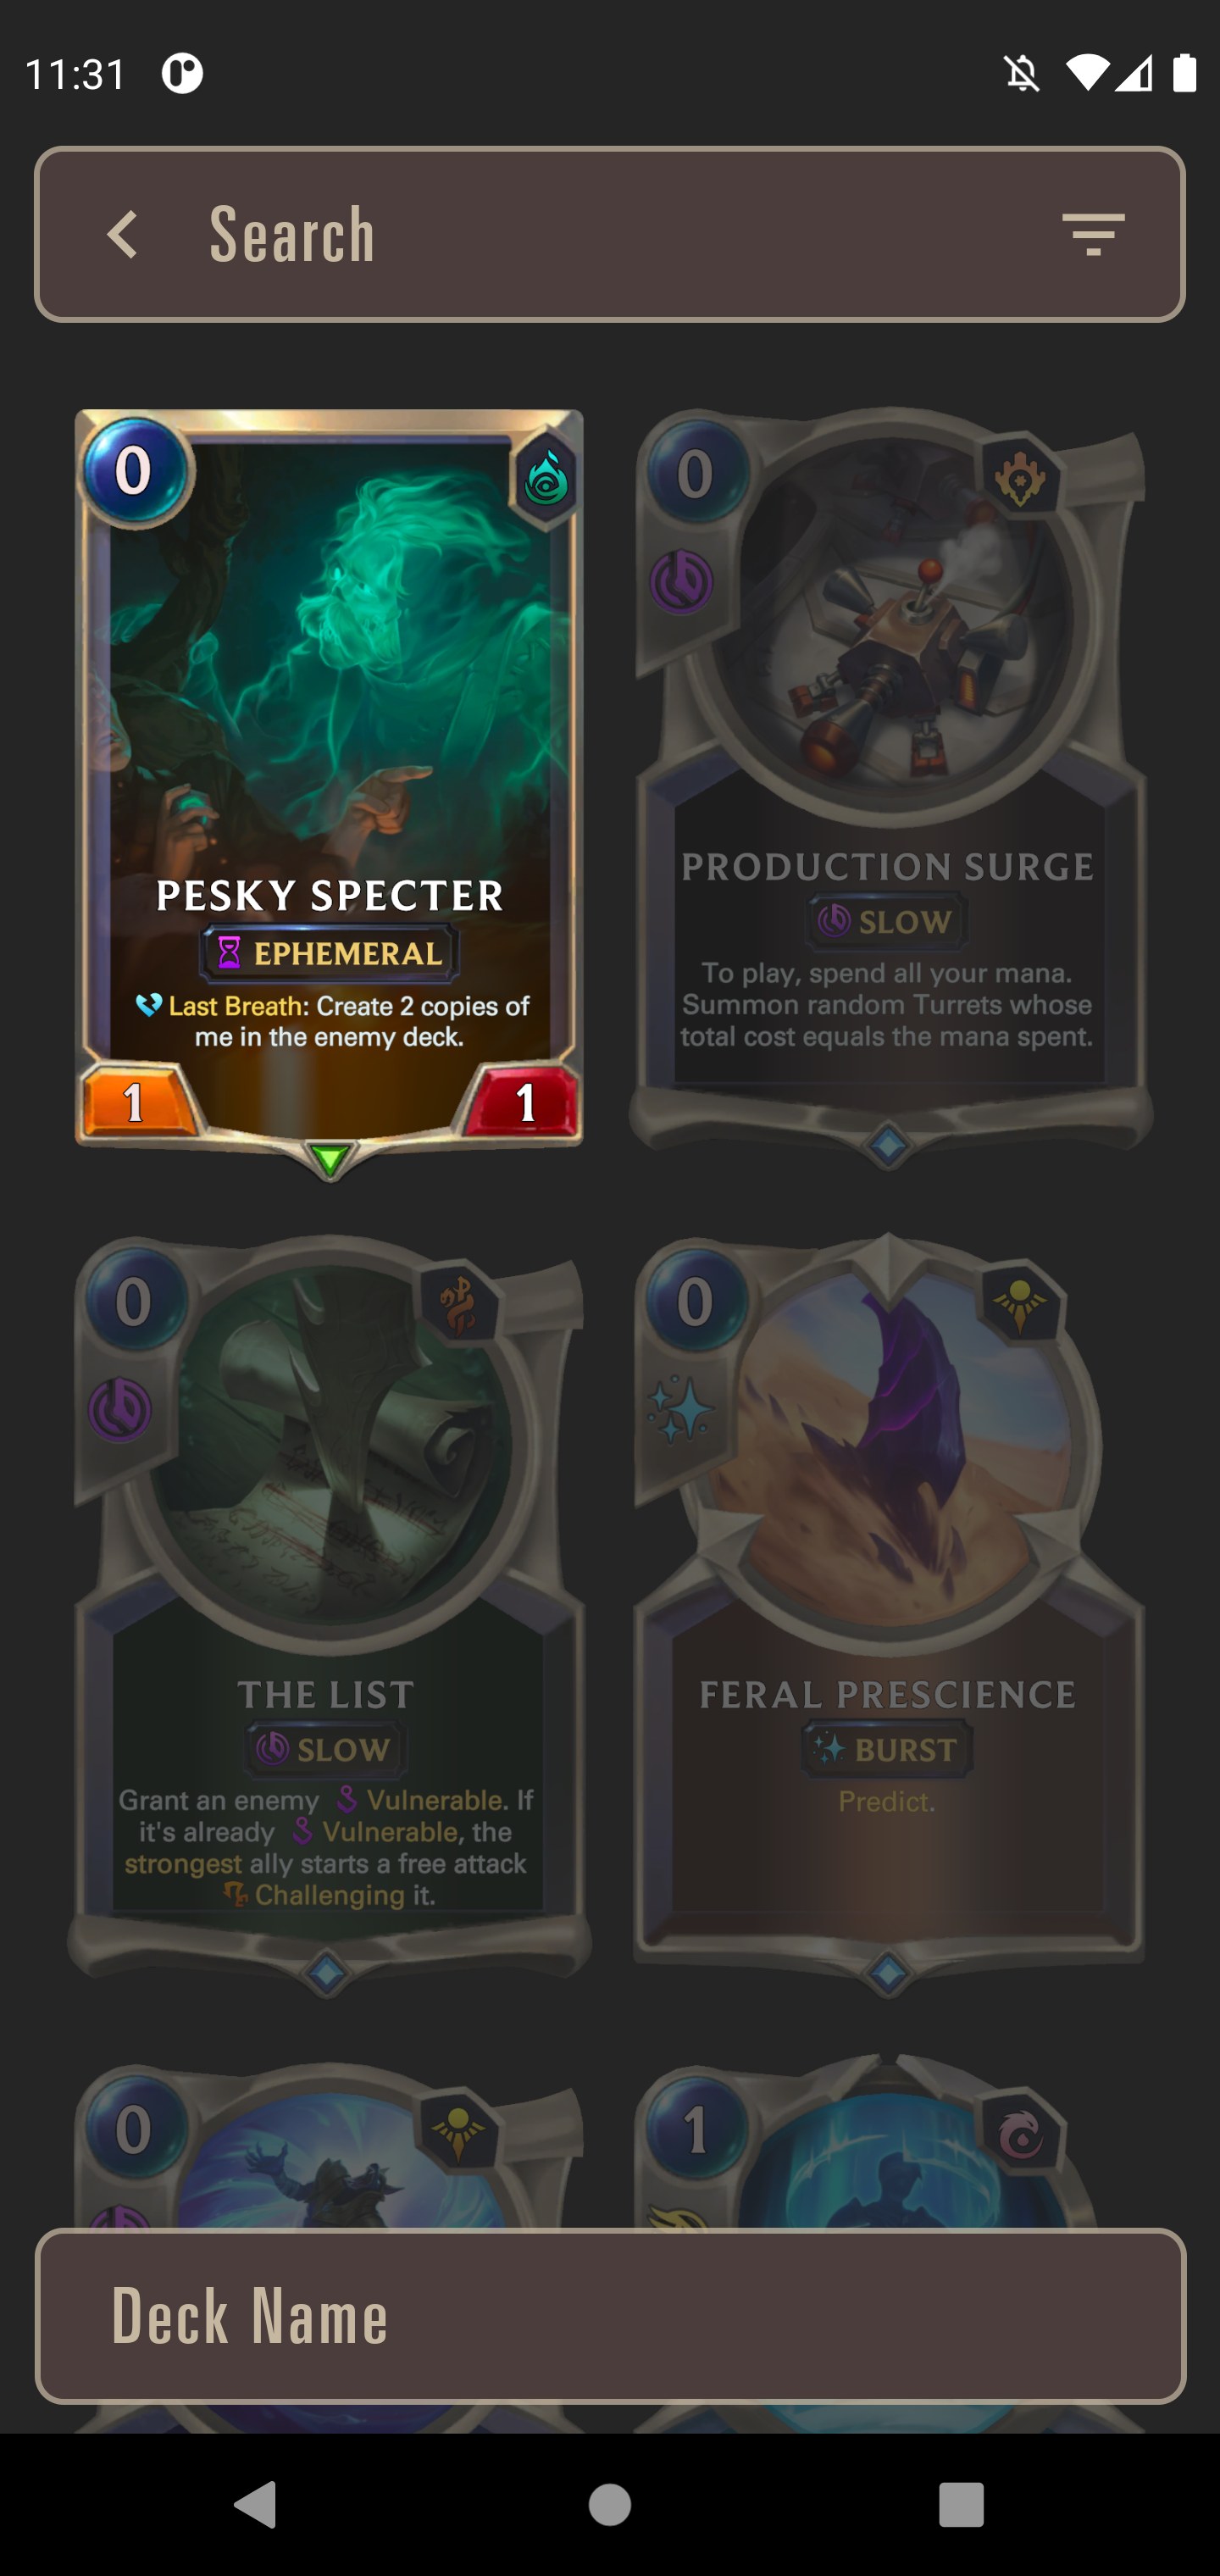 11:31
Search
0
PESKY SPECTER
EPHEMERAL
Last Breath: Create 2 copies of
me in the enemy deck.
1 1
0
PRODUCTION SURGE
SLOW
To play, spend all your mana.
Summon random Turrets whose
total cost equals the mana spent.
0
THE LIST
SLOW
Grant an enemy Vulnerable. If
it's already Vulnerable, the
strongest ally starts a free attack
Challenging it.
0
FERAL PRESCIENCE
BURST
Predict.
0
1
Deck Name